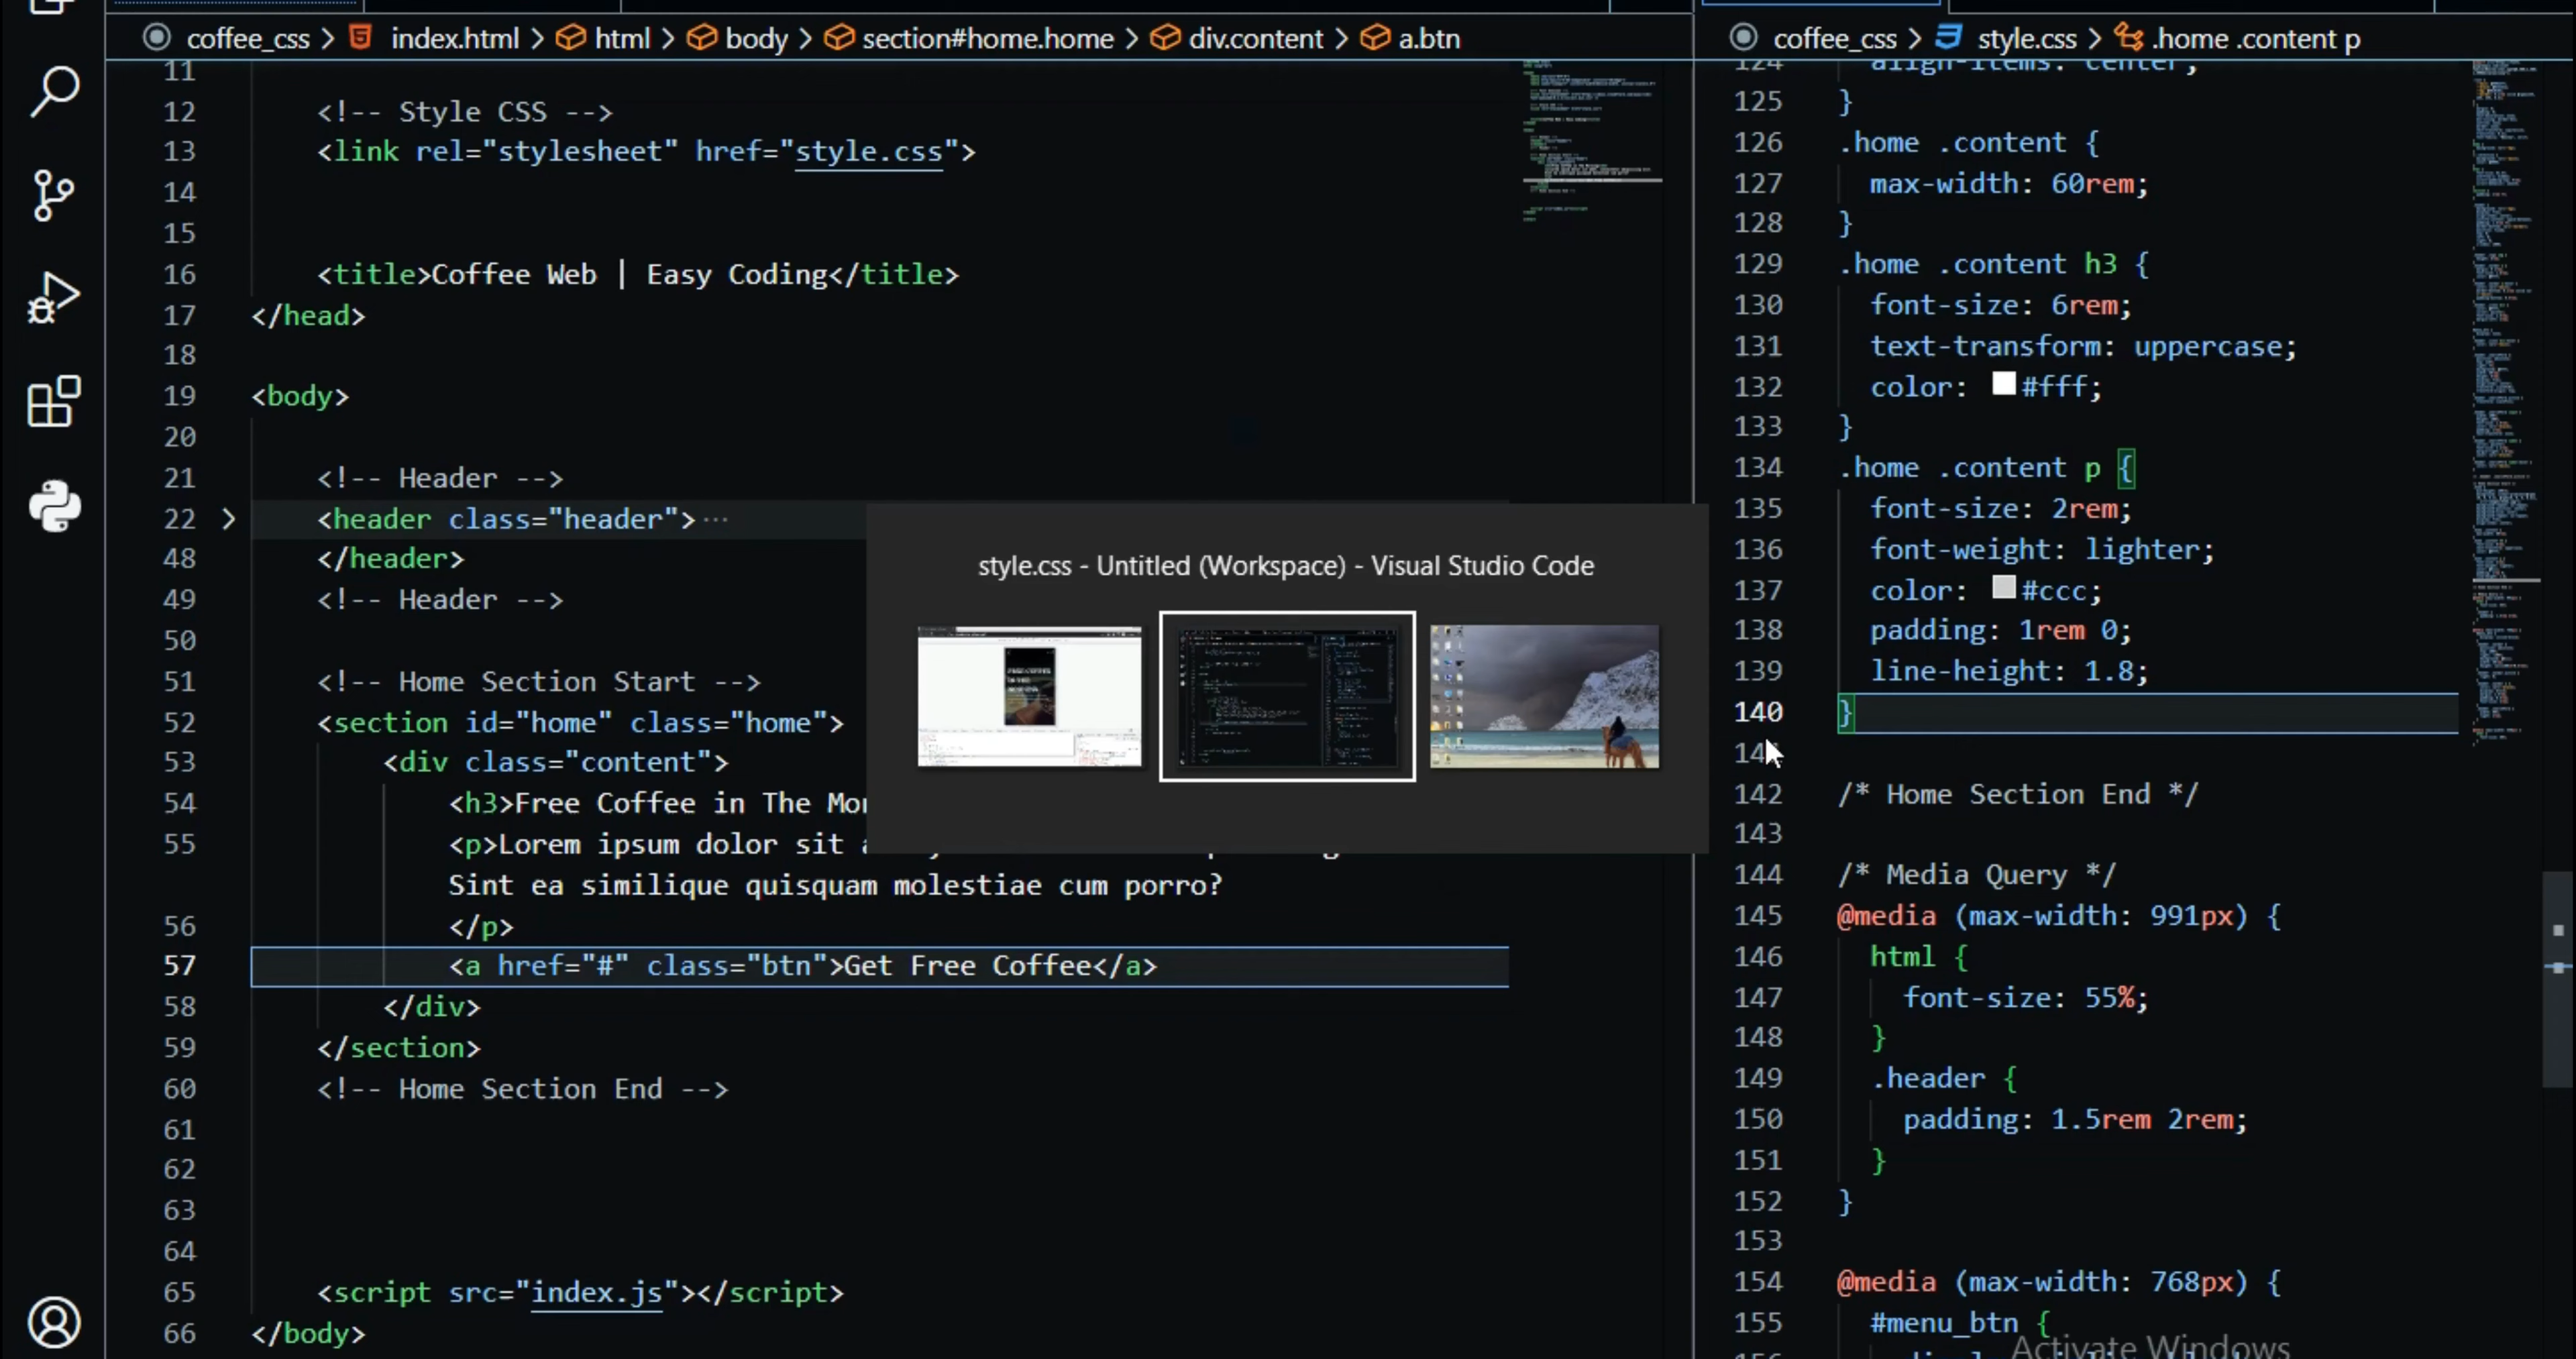 coffee_css > index.html > html > body > section#home.home > div.content > a.btn
11
12 <!-- Style CSS -->
13 <link rel="stylesheet" href="style.css">
14
15
16 <title>Coffee Web | Easy Coding</title>
17 </head>
18
19 <body>
20
21 <!-- Header -->
22 <header class="header">…
48 </header>
49 <!-- Header -->
50
51 <!-- Home Section Start -->
52 <section id="home" class="home">
53 <div class="content">
54 <h3>Free Coffee in The
55 <p>Lorem ipsum dolor sit
Sint ea similique quisquam molestiae cum porro?
56 </p>
57 <a href="#" class="btn">Get Free Coffee</a>
58 </div>
59 </section>
60 <!-- Home Section End -->
61
62
63
64
65 <script src="index.js"></script>
66 </body>
style.css - Untitled (Workspace) - Visual Studio Code
coffee_css > style.css > .home .content p
124 align-items: center;
125 }
126 .home .content {
127 max-width: 60rem;
128 }
129 .home .content h3 {
130 font-size: 6rem;
131 text-transform: uppercase;
132 color: #fff;
133 }
134 .home .content p {
135 font-size: 2rem;
136 font-weight: lighter;
137 color: #ccc;
138 padding: 1rem 0;
139 line-height: 1.8;
140 }
142 /* Home Section End */
143
144 /* Media Query */
145 @media (max-width: 991px) {
146 html {
147 font-size: 55%;
148 }
149 .header {
150 padding: 1.5rem 2rem;
151 }
152 }
153
154 @media (max-width: 768px) {
155 #menu_btn {
Activate Windows